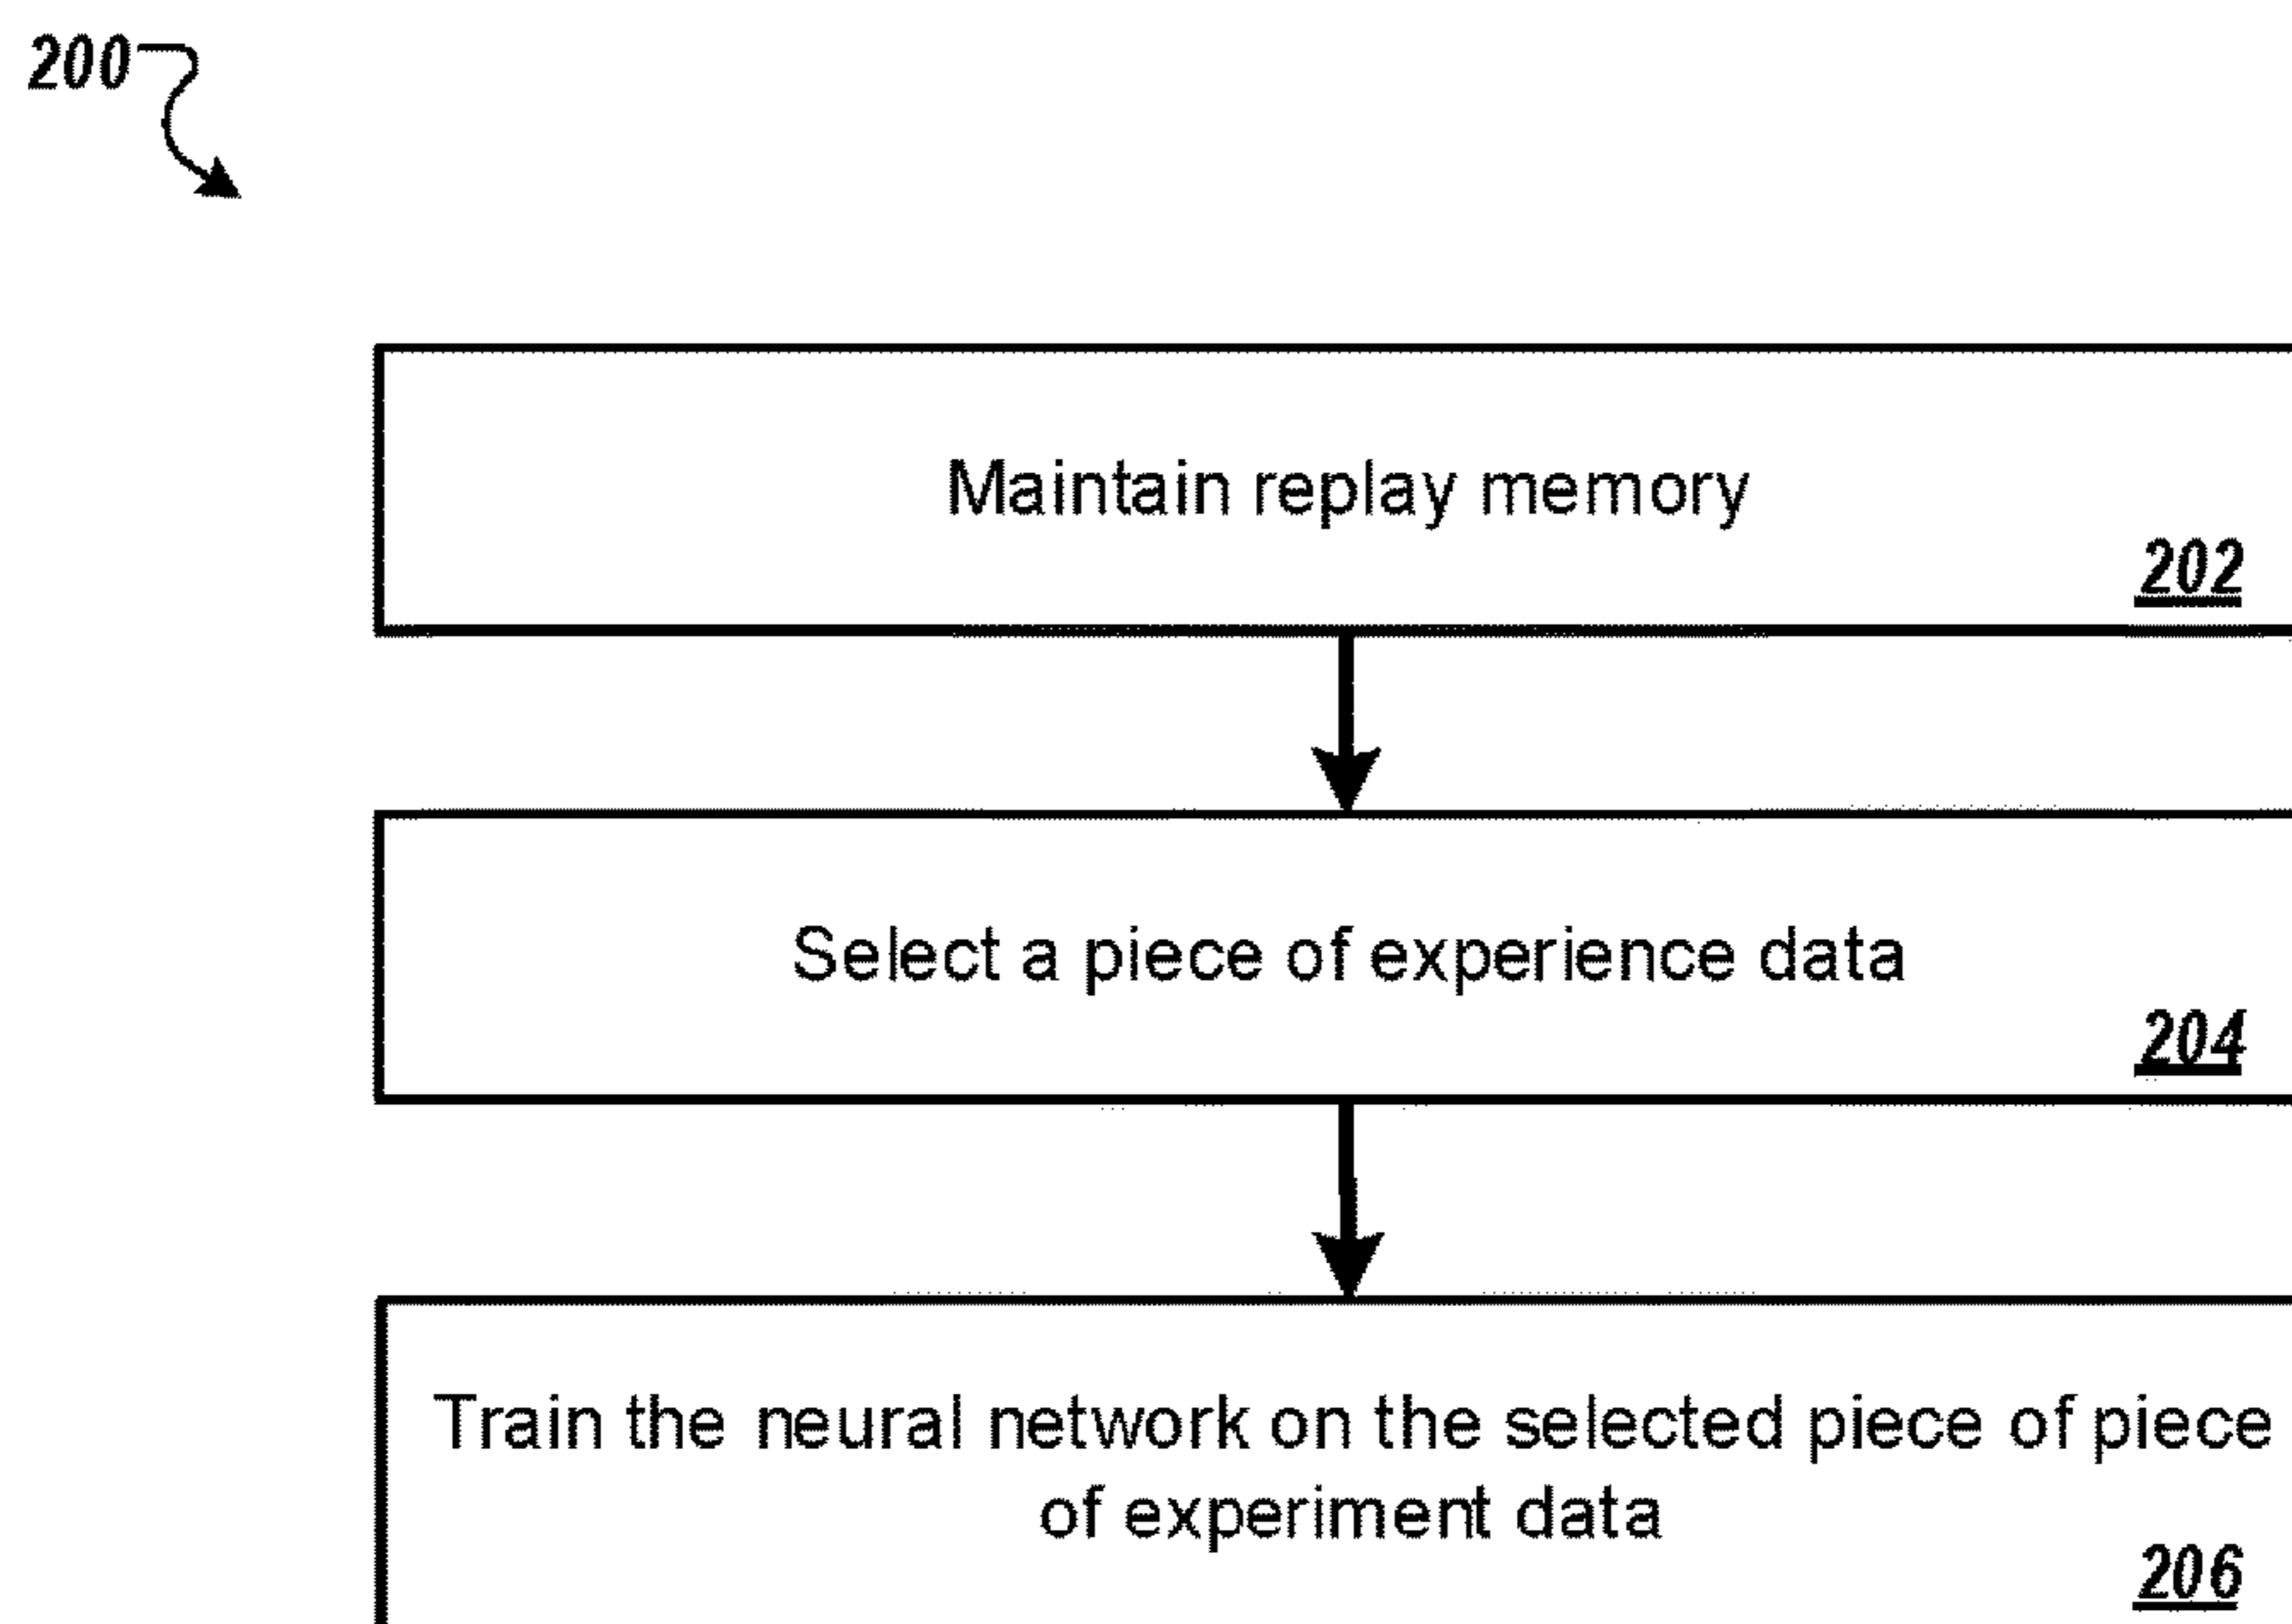 200
Maintain replay memory
202
Select a piece of experience data
204
Train the neural network on the selected piece of piece
of experiment data
206